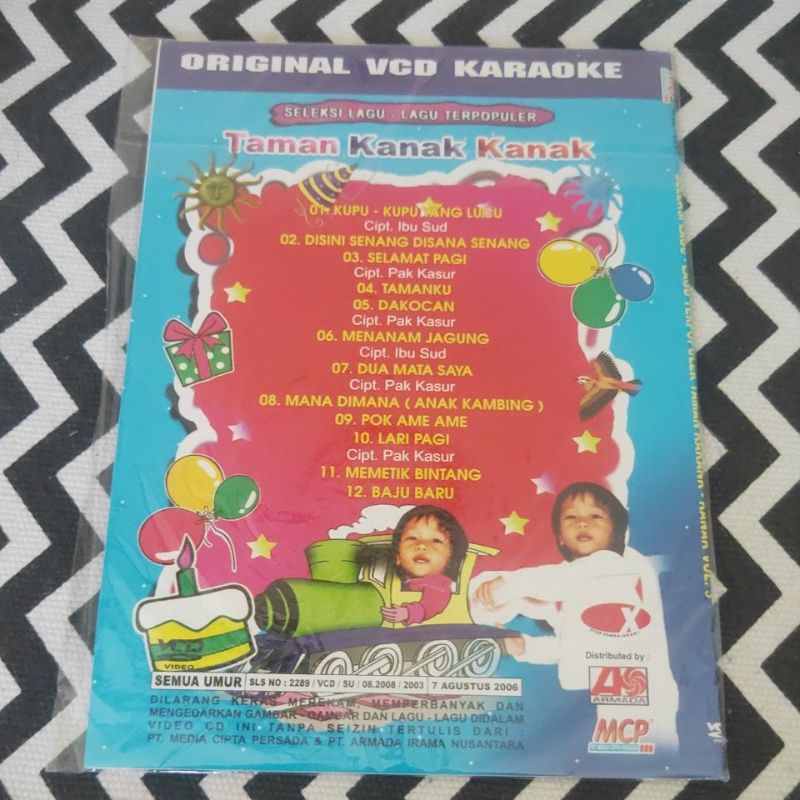 ORIGINAL VCD KARAOKE
SELEKSI LAGU - LAGU TERPOPULER
Taman Kanak Kanak
01. KUPU - KUPU YANG LUCU
Cipt. Ibu Sud
02. DISINI SENANG DISANA SENANG
03. SELAMAT PAGI
Cipt. Pak Kasur
04. TAMANKU
05. DAKOCAN
Cipt. Pak Kasur
06. MENANAM JAGUNG
Cipt. Ibu Sud
07. DUA MATA SAYA
Cipt. Pak Kasur
08. MANA DIMANA ( ANAK KAMBING )
09. POK AME AME
10. LARI PAGI
Cipt. Pak Kasur
11. MEMETIK BINTANG
12. BAJU BARU
VIDEO
SEMUA UMUR SLS NO : 2289 / VCD / SU / 08.2008 / 2003 7 AGUSTUS 2006
DILARANG KERAS MEREKAM, MEMPERBANYAK DAN
MENGEDARKAN GAMBAR - GAMBAR DAN LAGU - LAGU DIDALAM
VIDEO CD INI TANPA SEIZIN TERTULIS DARI :
PT. MEDIA CIPTA PERSADA & PT. ARMADA IRAMA NUSANTARA
X
Distributed by :
ARMADA
MCP
TAMAN KANAK - KANAK VOL. 3